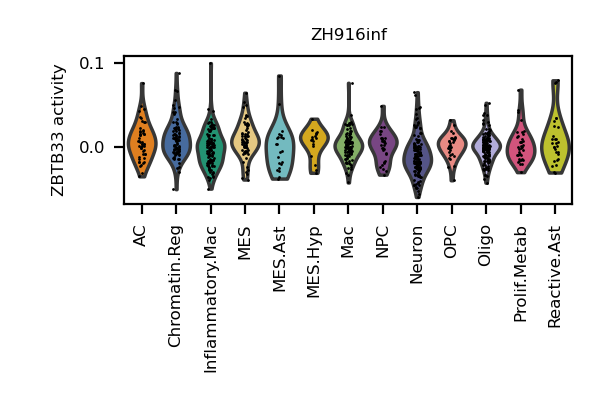 ZH916inf
ZBTB33 activity
0.1
0.0
AC
Chromatin.Reg
Inflammatory.Mac
MES
MES.Ast
MES.Hyp
Mac
NPC
Neuron
OPC
Oligo
Prolif.Metab
Reactive.Ast